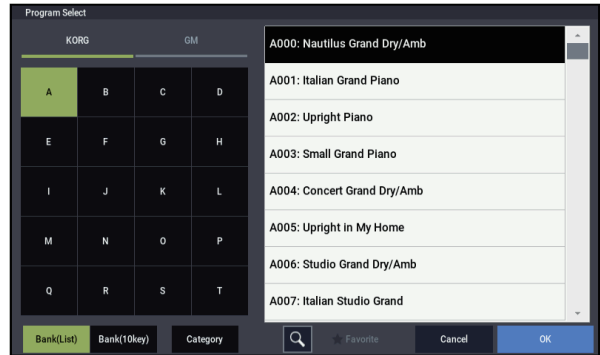 Program Select
KORG GM
A B C D
E F G H
I J K L
M N O P
Q R S T
A000: Nautilus Grand Dry/Amb
A001: Italian Grand Piano
A002: Upright Piano
A003: Small Grand Piano
A004: Concert Grand Dry/Amb
A005: Upright in My Home
A006: Studio Grand Dry/Amb
A007: Italian Studio Grand
Bank(List) Bank(10key) Category Favorite Cancel OK